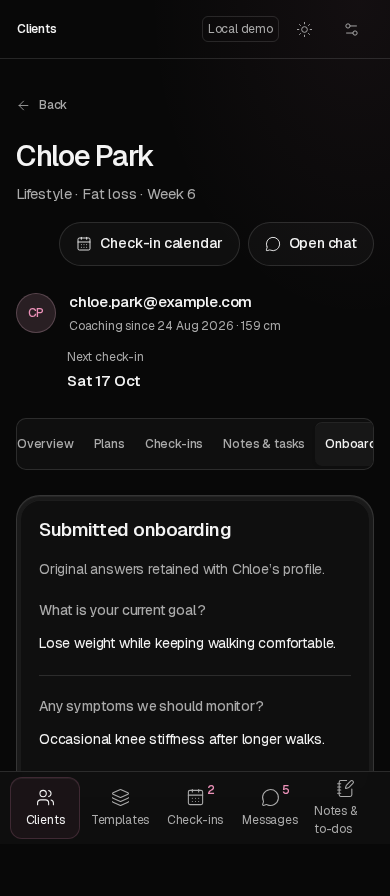 Clients
Local demo
Back
Chloe Park
Lifestyle · Fat loss · Week 6
Check-in calendar
Open chat
CP
chloe.park@example.com
Coaching since 24 Aug 2026 · 159 cm
Next check-in
Sat 17 Oct
Overview Plans Check-ins Notes & tasks Onboarc
Submitted onboarding
Original answers retained with Chloe's profile.
What is your current goal?
Lose weight while keeping walking comfortable.
Any symptoms we should monitor?
Occasional knee stiffness after longer walks.
Clients
Templates
2
Check-ins
5
Messages
Notes &
to-dos